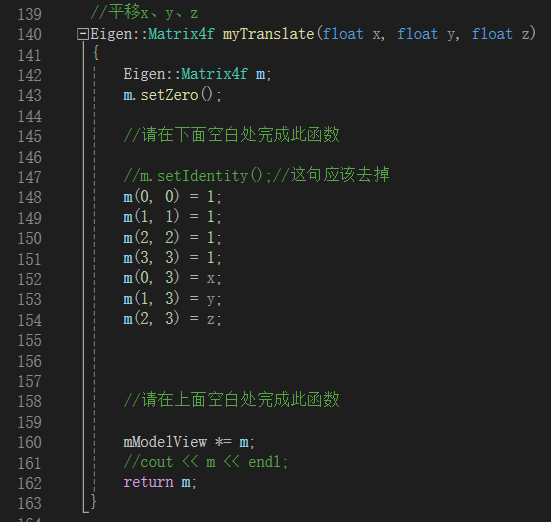 139 //平移x、y、z
140 Eigen::Matrix4f myTranslate(float x, float y, float z)
141 {
142 Eigen::Matrix4f m;
143 m.setZero();
144
145 //请在下面空白处完成此函数
146
147 //m.setIdentity();//这句应该去掉
148 m(0, 0) = 1;
149 m(1, 1) = 1;
150 m(2, 2) = 1;
151 m(3, 3) = 1;
152 m(0, 3) = x;
153 m(1, 3) = y;
154 m(2, 3) = z;
155
156
157
158 //请在上面空白处完成此函数
159
160 mModelView *= m;
161 //cout << m << endl;
162 return m;
163 }